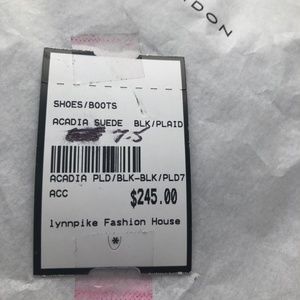 DON
SHOES/BOOTS
ACADIA SUEDE BLK/PLAID
7.5
ACADIA PLD/BLK-BLK/PLD7
ACC $245.00
lynnpike Fashion House